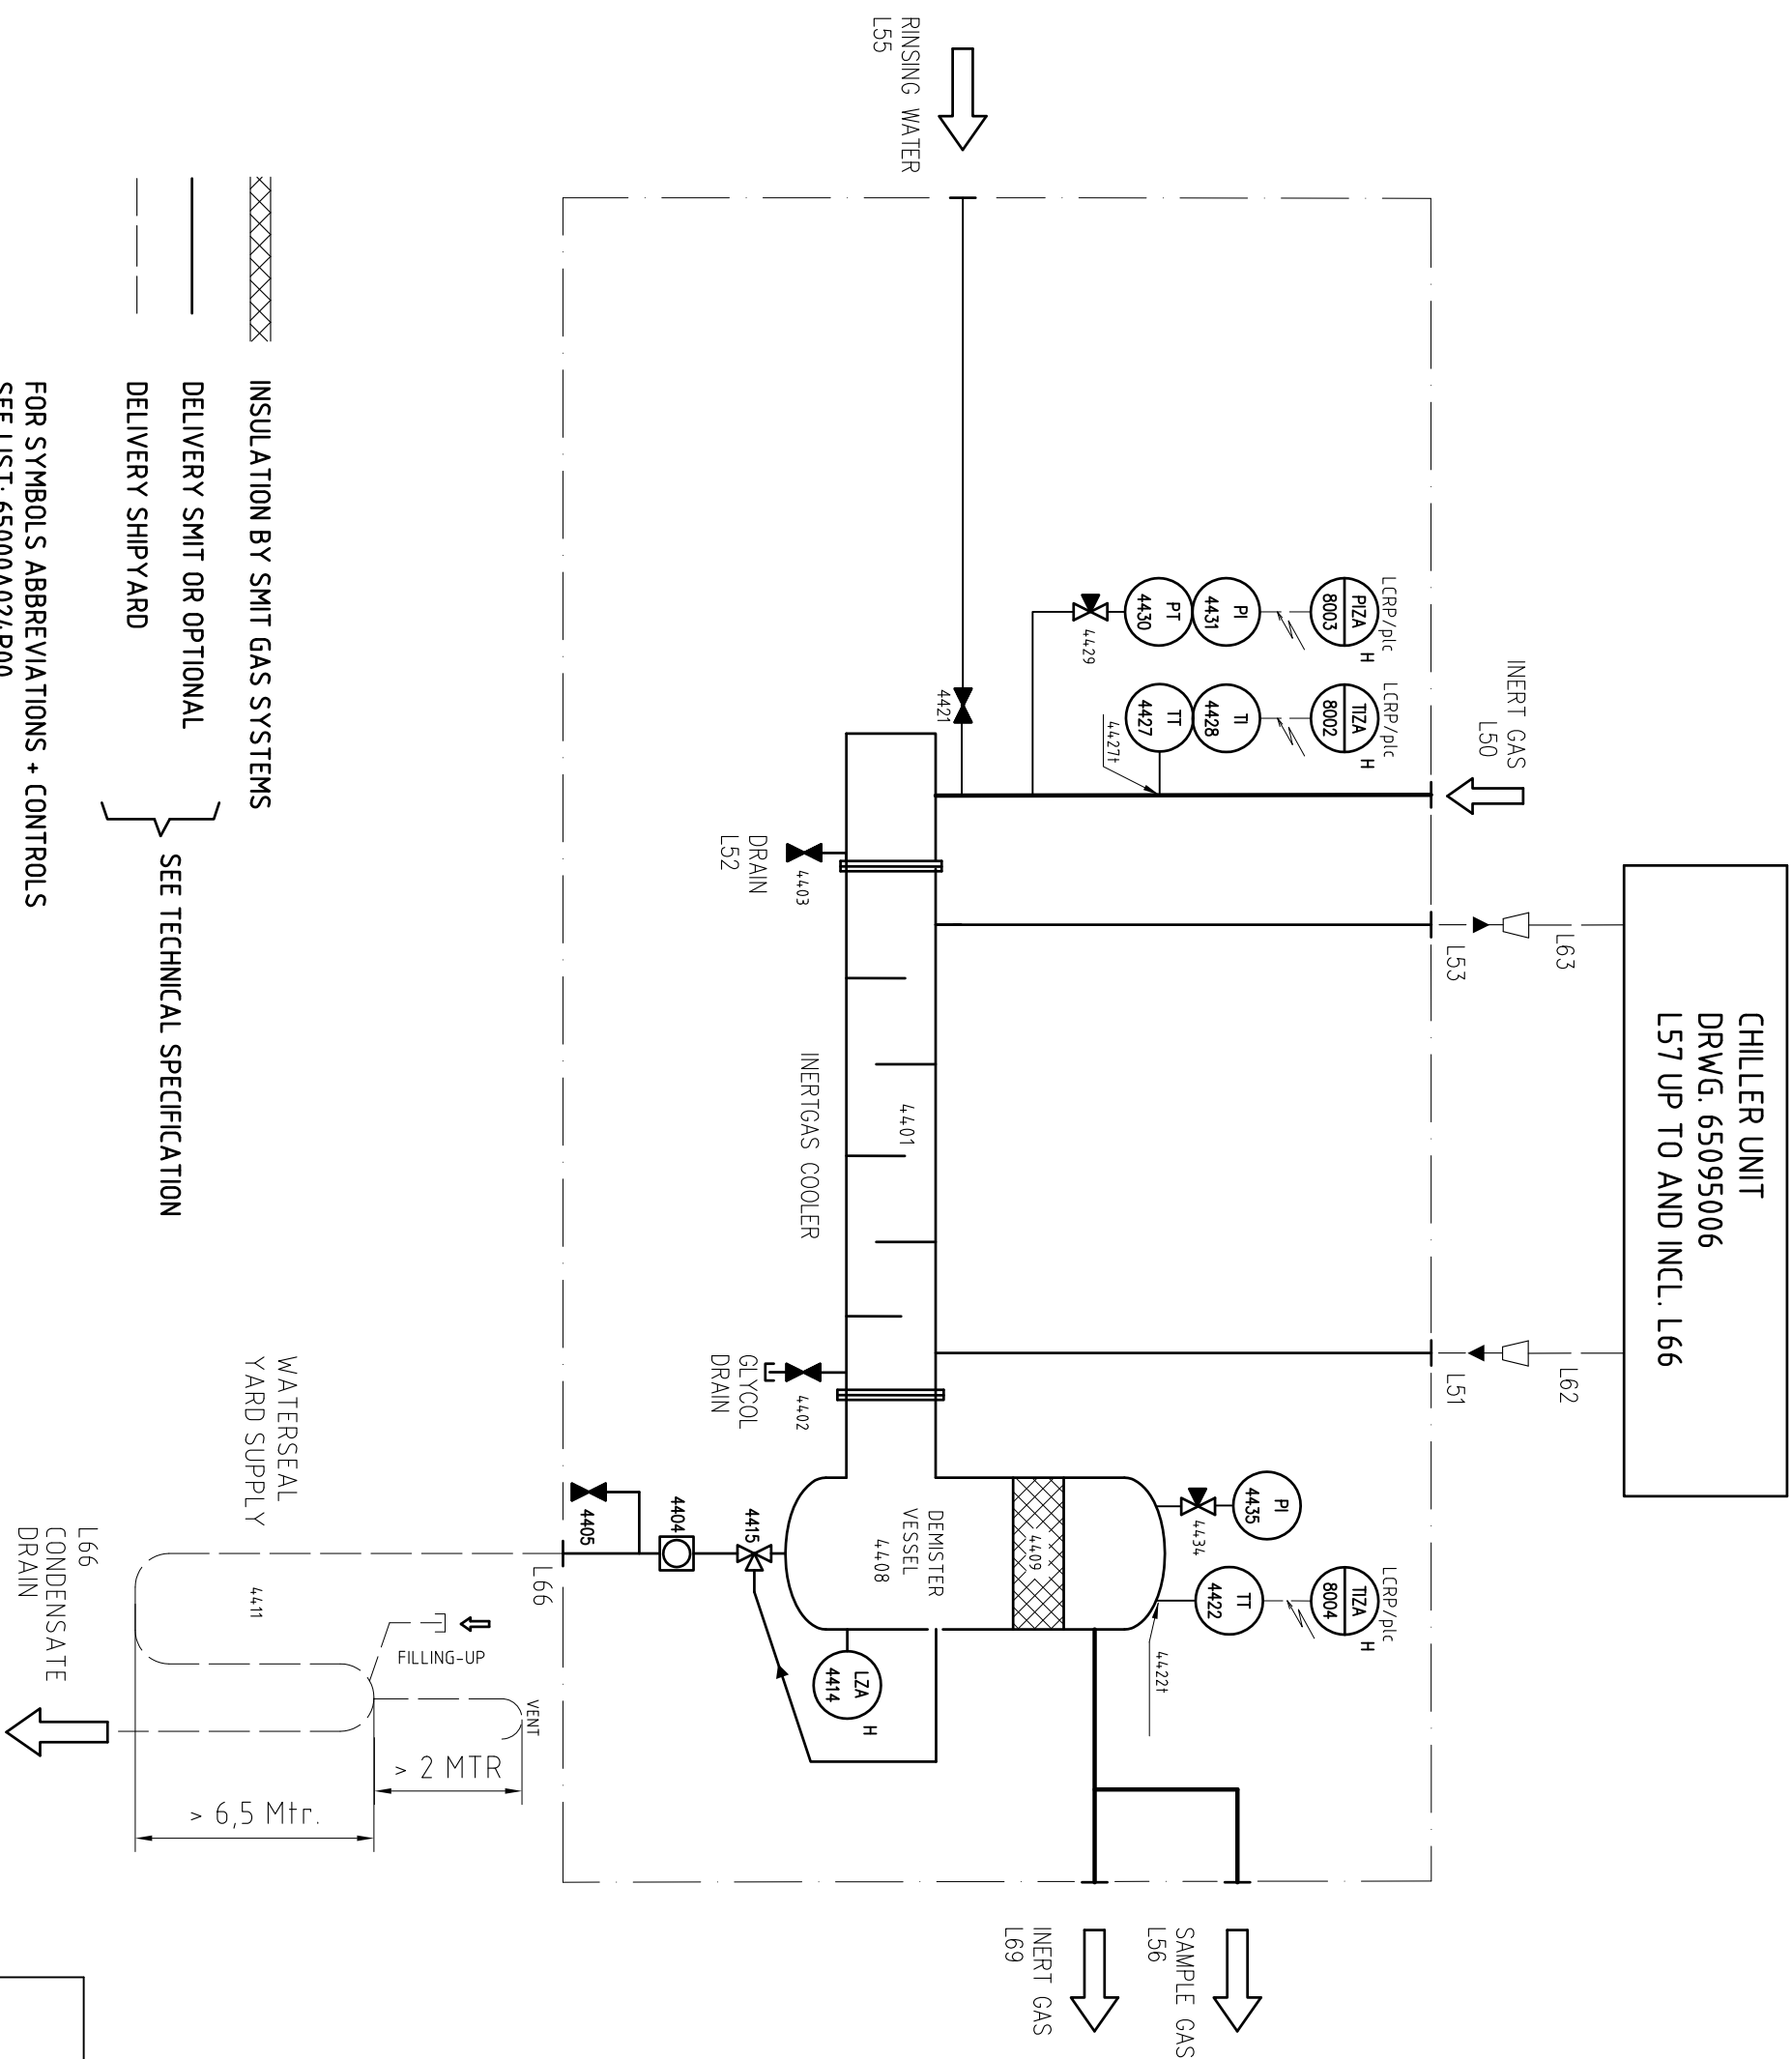 CHILLER UNIT
DRWG. 65095006
L57 UP TO AND INCL. L66
L63
L62
L53
L51
INERT GAS
L50
LCRP/plc
PIZA
8003
H
LCRP/plc
TIZA
8002
H
PI
4431
TI
4428
PT
4430
TT
4427
4429
4427t
4421
RINSING WATER
L55
LCRP/plc
TIZA
8004
H
PI
4435
TT
4422
4434
4422t
4409
DEMISTER
VESSEL
4408
4401
INERTGAS COOLER
4403
DRAIN
L52
4402
GLYCOL
DRAIN
4415
4404
4405
LZA
4414
H
L66
SAMPLE GAS
L56
INERT GAS
L69
VENT
FILLING-UP
4411
> 2 MTR
> 6,5 Mtr.
WATERSEAL
YARD SUPPLY
L66
CONDENSATE
DRAIN
INSULATION BY SMIT GAS SYSTEMS
DELIVERY SMIT OR OPTIONAL
DELIVERY SHIPYARD
SEE TECHNICAL SPECIFICATION
FOR SYMBOLS ABBREVIATIONS + CONTROLS
SEE LIST: